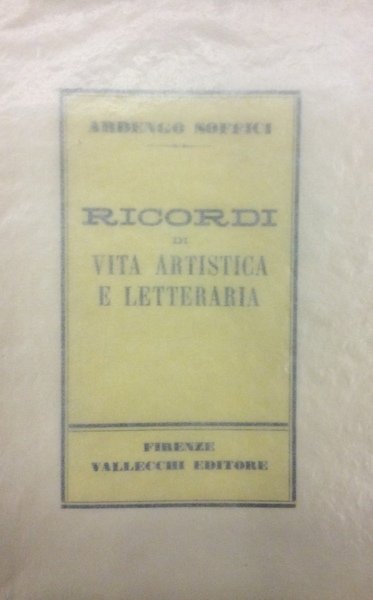 ARDENGO SOFFICI
RICORDI
DI
VITA ARTISTICA
E LETTERARIA
FIRENZE
VALLECCHI EDITORE